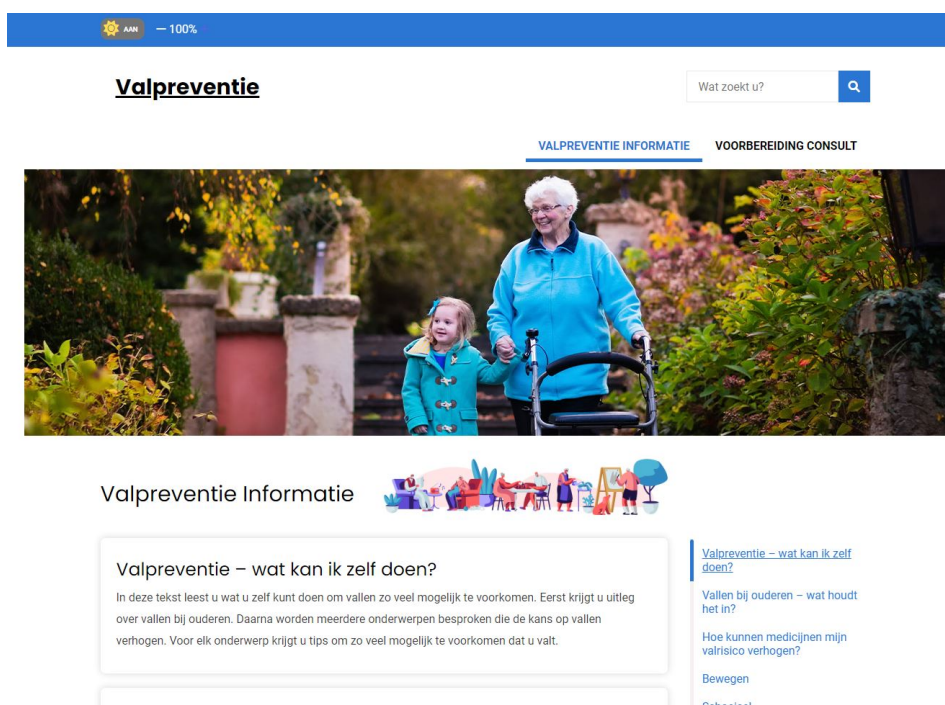 AAN — 100%
Valpreventie
Wat zoekt u?
VALPREVENTIE INFORMATIE VOORBEREIDING CONSULT
Valpreventie Informatie
Valpreventie – wat kan ik zelf doen?
In deze tekst leest u wat u zelf kunt doen om vallen zo veel mogelijk te voorkomen. Eerst krijgt u uitleg
over vallen bij ouderen. Daarna worden meerdere onderwerpen besproken die de kans op vallen
verhogen. Voor elk onderwerp krijgt u tips om zo veel mogelijk te voorkomen dat u valt.
Valpreventie – wat kan ik zelf
doen?
Vallen bij ouderen – wat houdt
het in?
Hoe kunnen medicijnen mijn
valrisico verhogen?
Bewegen